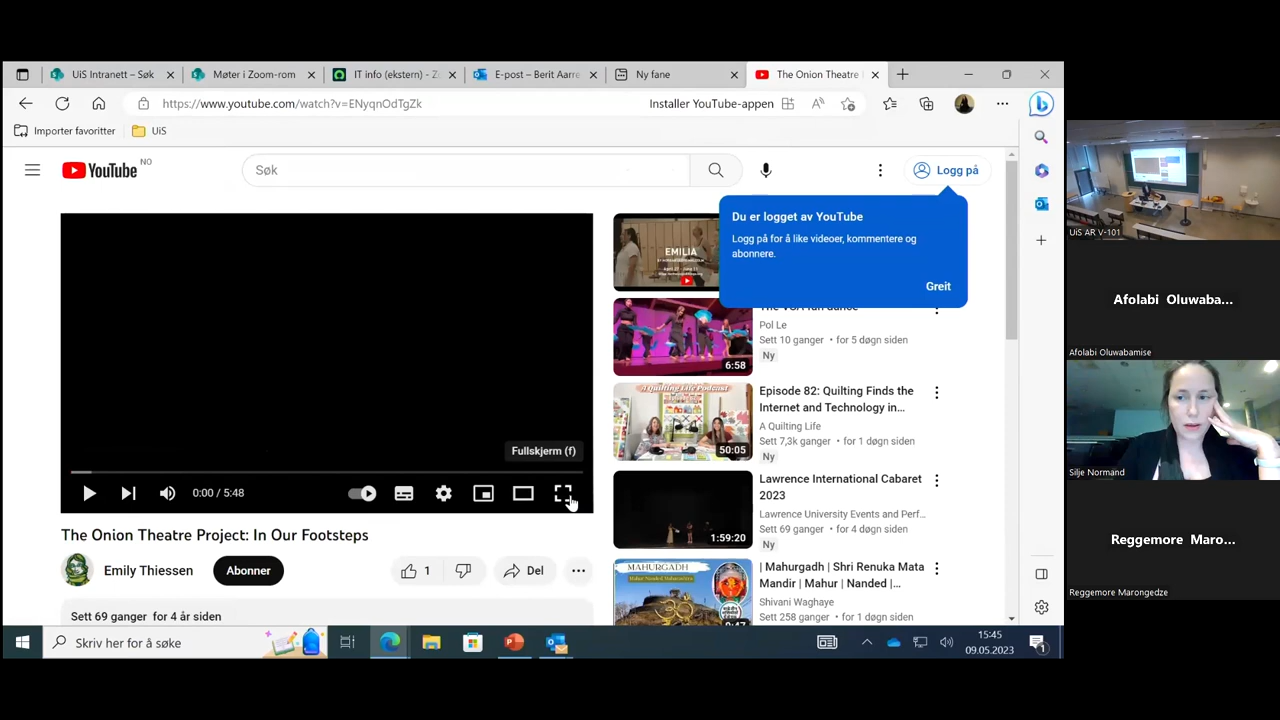 UiS Intranett – Søk
Møter i Zoom-rom
IT info (ekstern) - Z
E-post – Berit Aarre
Ny fane
The Onion Theatre
https://www.youtube.com/watch?v=ENyqnOdTgZk
Installer YouTube-appen
Importer favoritter
UiS
YouTube NO
Søk
Logg på
Du er logget av YouTube
Logg på for å like videoer, kommentere og
abonnere.
Greit
EMILIA
Pol Le
Sett 10 ganger • for 5 døgn siden
Ny
6:58
A Quilting Life Podcast
Episode 82: Quilting Finds the
Internet and Technology in...
A Quilting Life
Sett 7,3k ganger • for 1 døgn siden
Ny
50:05
Lawrence International Cabaret
2023
Lawrence University Events and Perf...
Sett 69 ganger • for 4 døgn siden
Ny
1:59:20
MAHURGADH
| Mahurgadh | Shri Renuka Mata
Mandir | Mahur | Nanded |...
Shivani Waghaye
Sett 258 ganger • for 1 døgn siden
Fullskjerm (f)
0:00 / 5:48
The Onion Theatre Project: In Our Footsteps
Emily Thiessen
Abonner
1
Del
Sett 69 ganger for 4 år siden
Skriv her for å søke
15:45
09.05.2023
1
UiS AR V-101
Afolabi Oluwaba...
Afolabi Oluwabamise
Silje Normand
Reggemore Maro...
Reggemore Marongedze